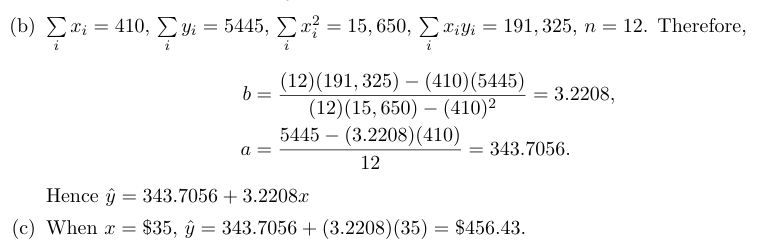 (b) ∑ᵢ xᵢ = 410, ∑ᵢ yᵢ = 5445, ∑ᵢ xᵢ² = 15, 650, ∑ᵢ xᵢyᵢ = 191, 325, n = 12. Therefore,
b = ((12)(191, 325) − (410)(5445)) / ((12)(15, 650) − (410)²) = 3.2208,
a = (5445 − (3.2208)(410)) / 12 = 343.7056.
Hence ŷ = 343.7056 + 3.2208x
(c) When x = $35, ŷ = 343.7056 + (3.2208)(35) = $456.43.